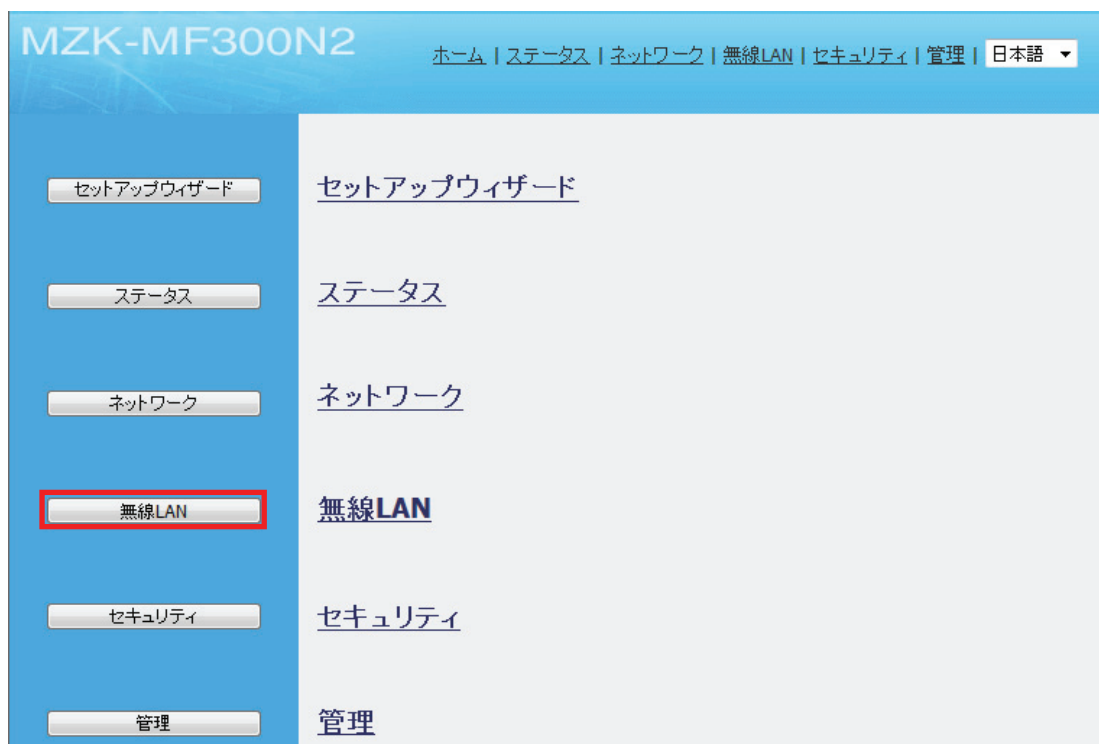 MZK-MF300N2
ホーム | ステータス | ネットワーク | 無線LAN | セキュリティ | 管理 | 日本語
セットアップウィザード セットアップウィザード
ステータス ステータス
ネットワーク ネットワーク
無線LAN 無線LAN
セキュリティ セキュリティ
管理 管理